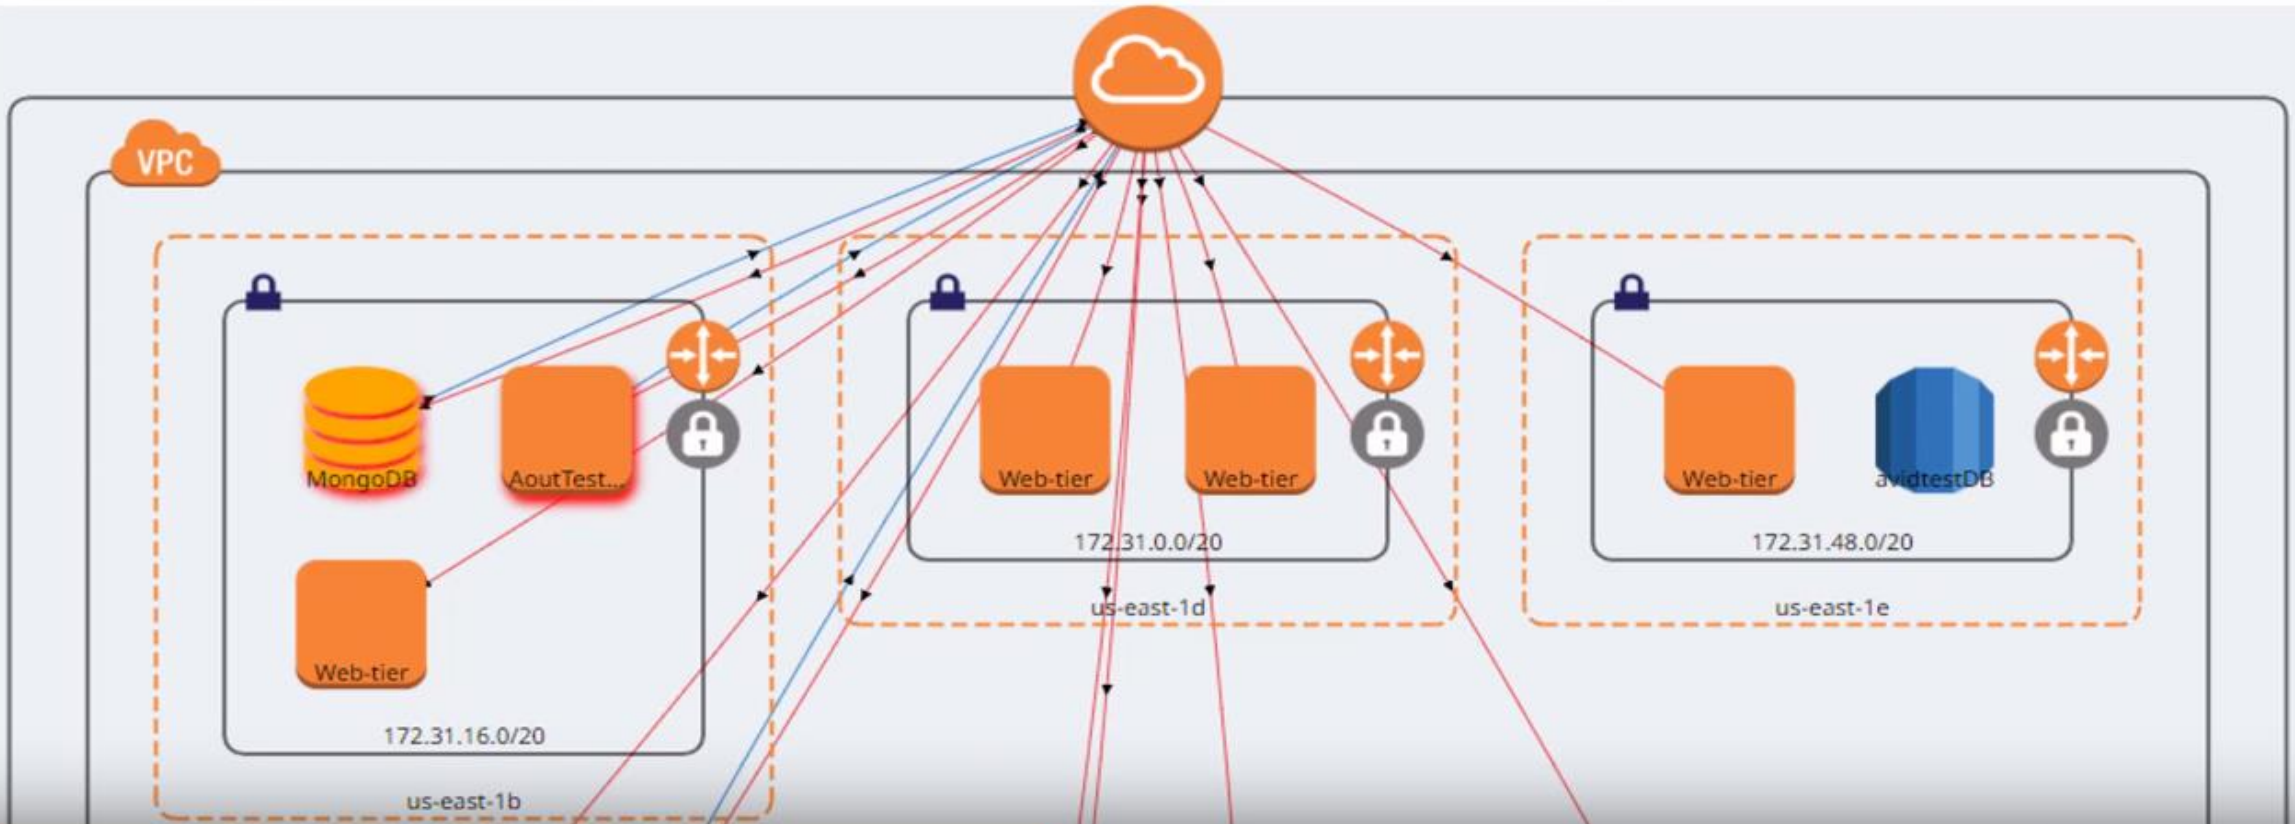 VPC
MongoDB
AoutTest...
Web-tier
172.31.16.0/20
us-east-1b
Web-tier
Web-tier
172.31.0.0/20
us-east-1d
Web-tier
avidtestDB
172.31.48.0/20
us-east-1e